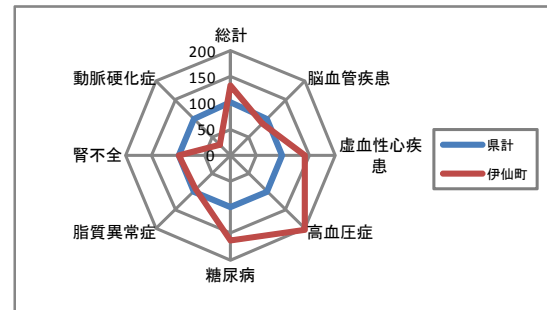 総計
200
150
100
50
0
脳血管疾患
虚血性心疾
患
高血圧症
糖尿病
脂質異常症
腎不全
動脈硬化症
県計
伊仙町